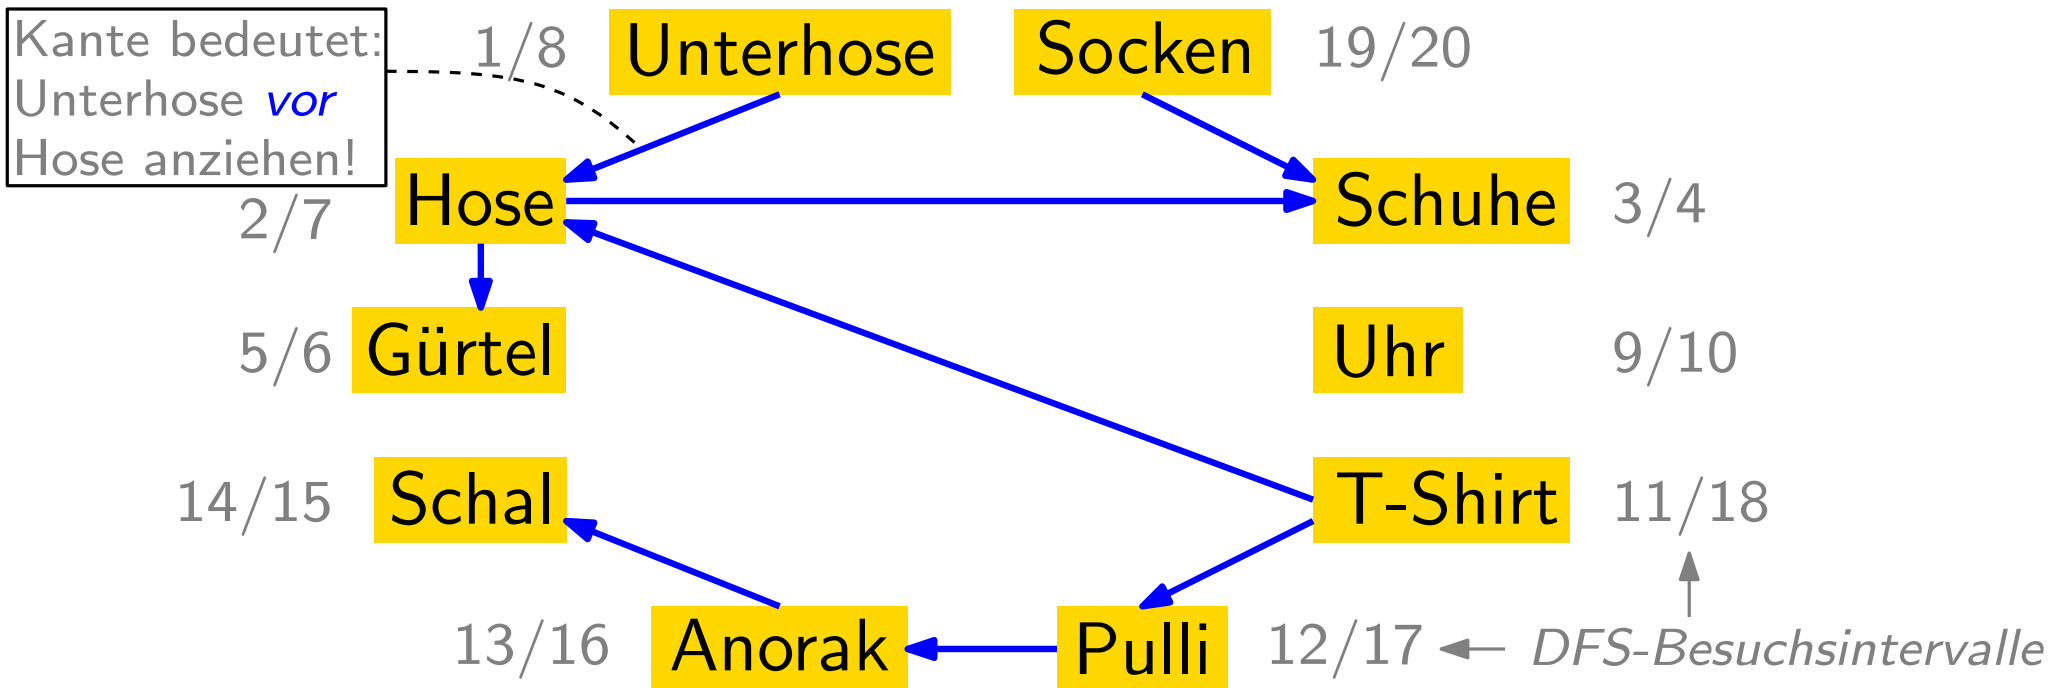 Kante bedeutet:
Unterhose vor
Hose anziehen!
1/8
Unterhose
Socken
19/20
2/7
Hose
Schuhe
3/4
5/6
Gürtel
Uhr
9/10
14/15
Schal
T-Shirt
11/18
13/16
Anorak
Pulli
12/17
DFS-Besuchsintervalle